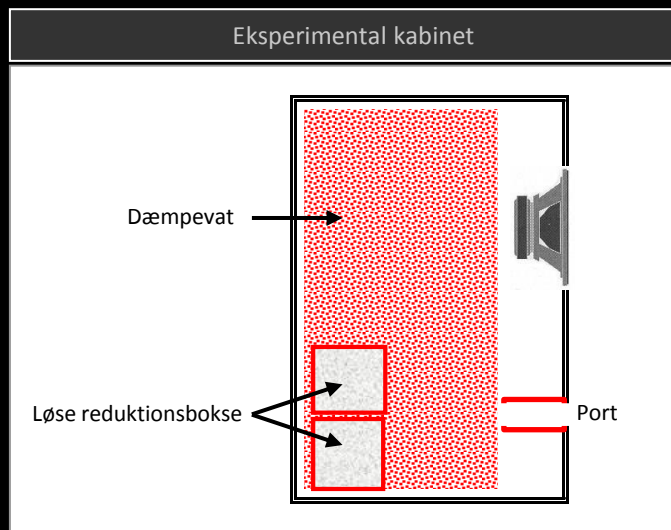 Eksperimental kabinet
Dæmpevat
Løse reduktionsbokse
Port